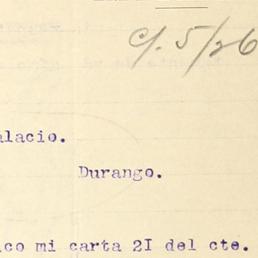 c/. 5/26
alacio.
Durango.
ico mi carta 2I del cte.